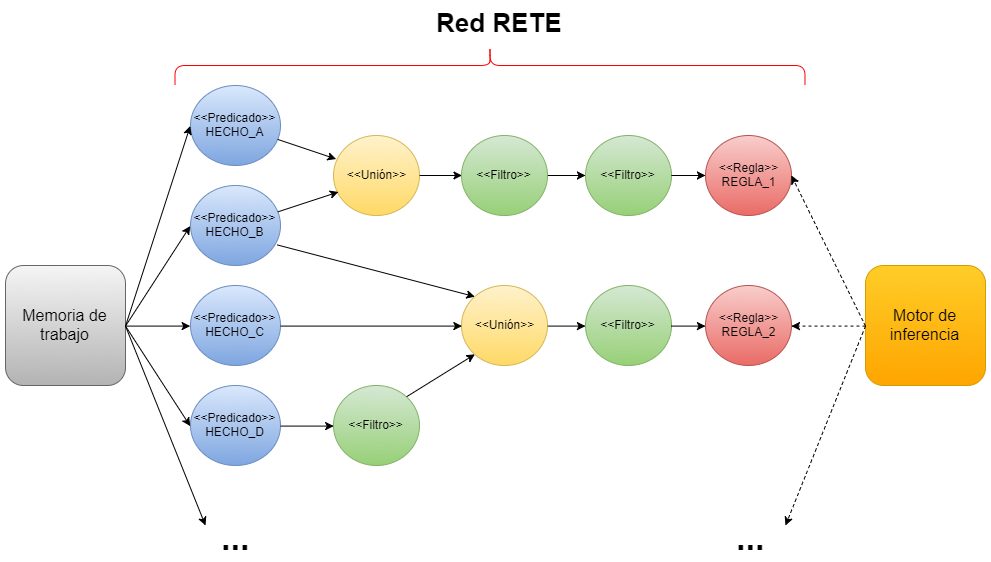 Red RETE
<<Predicado>>
HECHO_A
<<Unión>>
<<Filtro>>
<<Filtro>>
<<Regla>>
REGLA_1
<<Predicado>>
HECHO_B
Memoria de
trabajo
<<Predicado>>
HECHO_C
<<Unión>>
<<Filtro>>
<<Regla>>
REGLA_2
Motor de
inferencia
<<Predicado>>
HECHO_D
<<Filtro>>
...
...